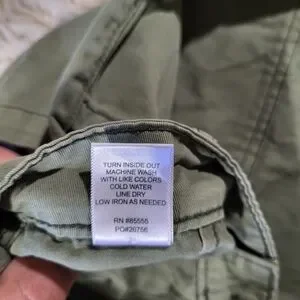 TURN INSIDE OUT
MACHINE WASH
WITH LIKE COLORS
COLD WATER
LINE DRY
LOW IRON AS NEEDED
RN #85555
PO#26756